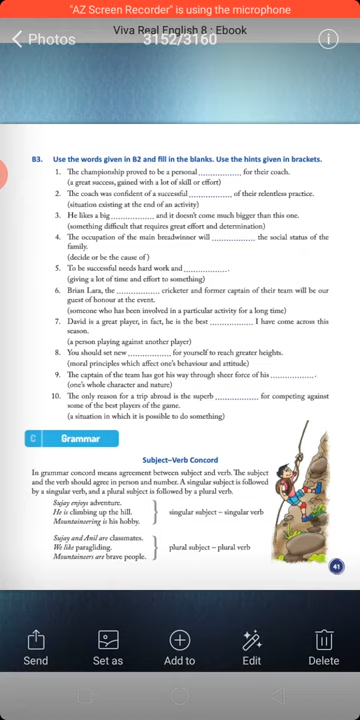 "AZ Screen Recorder" is using the microphone
Viva Real English 8 : Ebook
Photos
3152/3160
B3. Use the words given in B2 and fill in the blanks. Use the hints given in brackets.
1. The championship proved to be a personal .................. for their coach.
(a great success, gained with a lot of skill or effort)
2. The coach was confident of a successful .................. of their relentless practice.
(situation existing at the end of an activity)
3. He likes a big .................. and it doesn't come much bigger than this one.
(something difficult that requires great effort and determination)
4. The occupation of the main breadwinner will .................. the social status of the
family.
(decide or be the cause of )
5. To be successful needs hard work and .................. .
(giving a lot of time and effort to something)
6. Brian Lara, the .................. cricketer and former captain of their team will be our
guest of honour at the event.
(someone who has been involved in a particular activity for a long time)
7. David is a great player, in fact, he is the best .................. I have come across this
season.
(a person playing against another player)
8. You should set new .................. for yourself to reach greater heights.
(moral principles which affect one's behaviour and attitude)
9. The captain of the team has got his way through sheer force of his .................. .
(one's whole character and nature)
10. The only reason for a trip abroad is the superb .................. for competing against
some of the best players of the game.
(a situation in which it is possible to do something)
C Grammar
Subject–Verb Concord
In grammar concord means agreement between subject and verb. The subject
and the verb should agree in person and number. A singular subject is followed
by a singular verb, and a plural subject is followed by a plural verb.
Sujay enjoys adventure.
He is climbing up the hill.
Mountaineering is his hobby.
singular subject – singular verb
Sujay and Anil are classmates.
We like paragliding.
Mountaineers are brave people.
plural subject – plural verb
41
Send
Set as
Add to
Edit
Delete